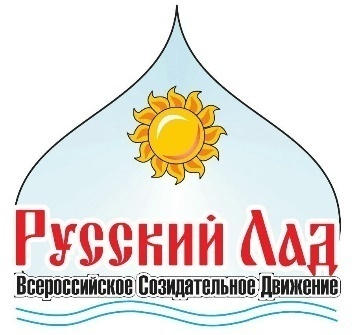 Русский Лад
Всероссийское Созидательное Движение